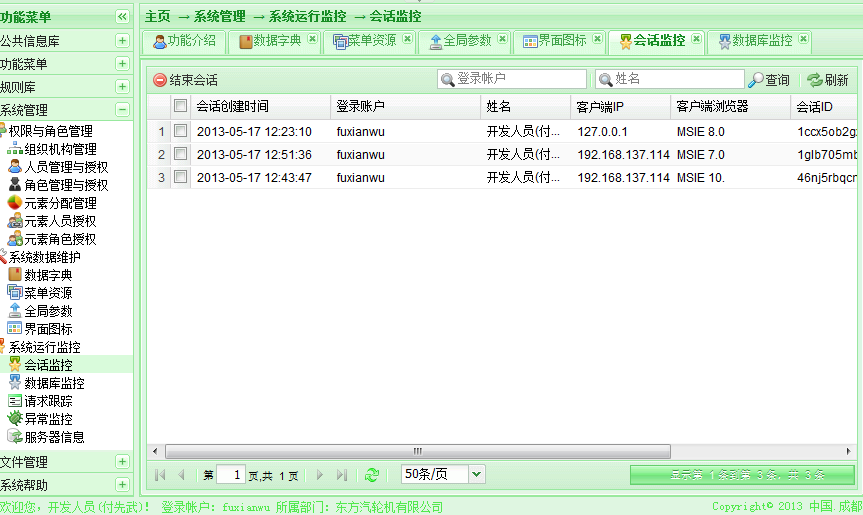 功能菜单
主页 → 系统管理 → 系统运行监控 → 会话监控
公共信息库
功能菜单
规则库
系统管理
权限与角色管理
组织机构管理
人员管理与授权
角色管理与授权
元素分配管理
元素人员授权
元素角色授权
系统数据维护
数据字典
菜单资源
全局参数
界面图标
系统运行监控
会话监控
数据库监控
请求跟踪
异常监控
服务器信息
文件管理
系统帮助
功能介绍 数据字典 菜单资源 全局参数 界面图标 会话监控 数据库监控
结束会话 登录帐户 姓名 查询 刷新
会话创建时间 登录账户 姓名 客户端IP 客户端浏览器 会话ID
1 2013-05-17 12:23:10 fuxianwu 开发人员(付... 127.0.0.1 MSIE 8.0 1ccx5ob2g
2 2013-05-17 12:51:36 fuxianwu 开发人员(付... 192.168.137.114 MSIE 7.0 1glb705mb
3 2013-05-17 12:43:47 fuxianwu 开发人员(付... 192.168.137.114 MSIE 10. 46nj5rbqcn
第 1 页,共 1 页 50条/页 显示第 1 条到第 3 条，共 3 条
欢迎您，开发人员(付先武)！ 登录帐户：fuxianwu 所属部门：东方汽轮机有限公司 Copyright© 2013 中国.成都